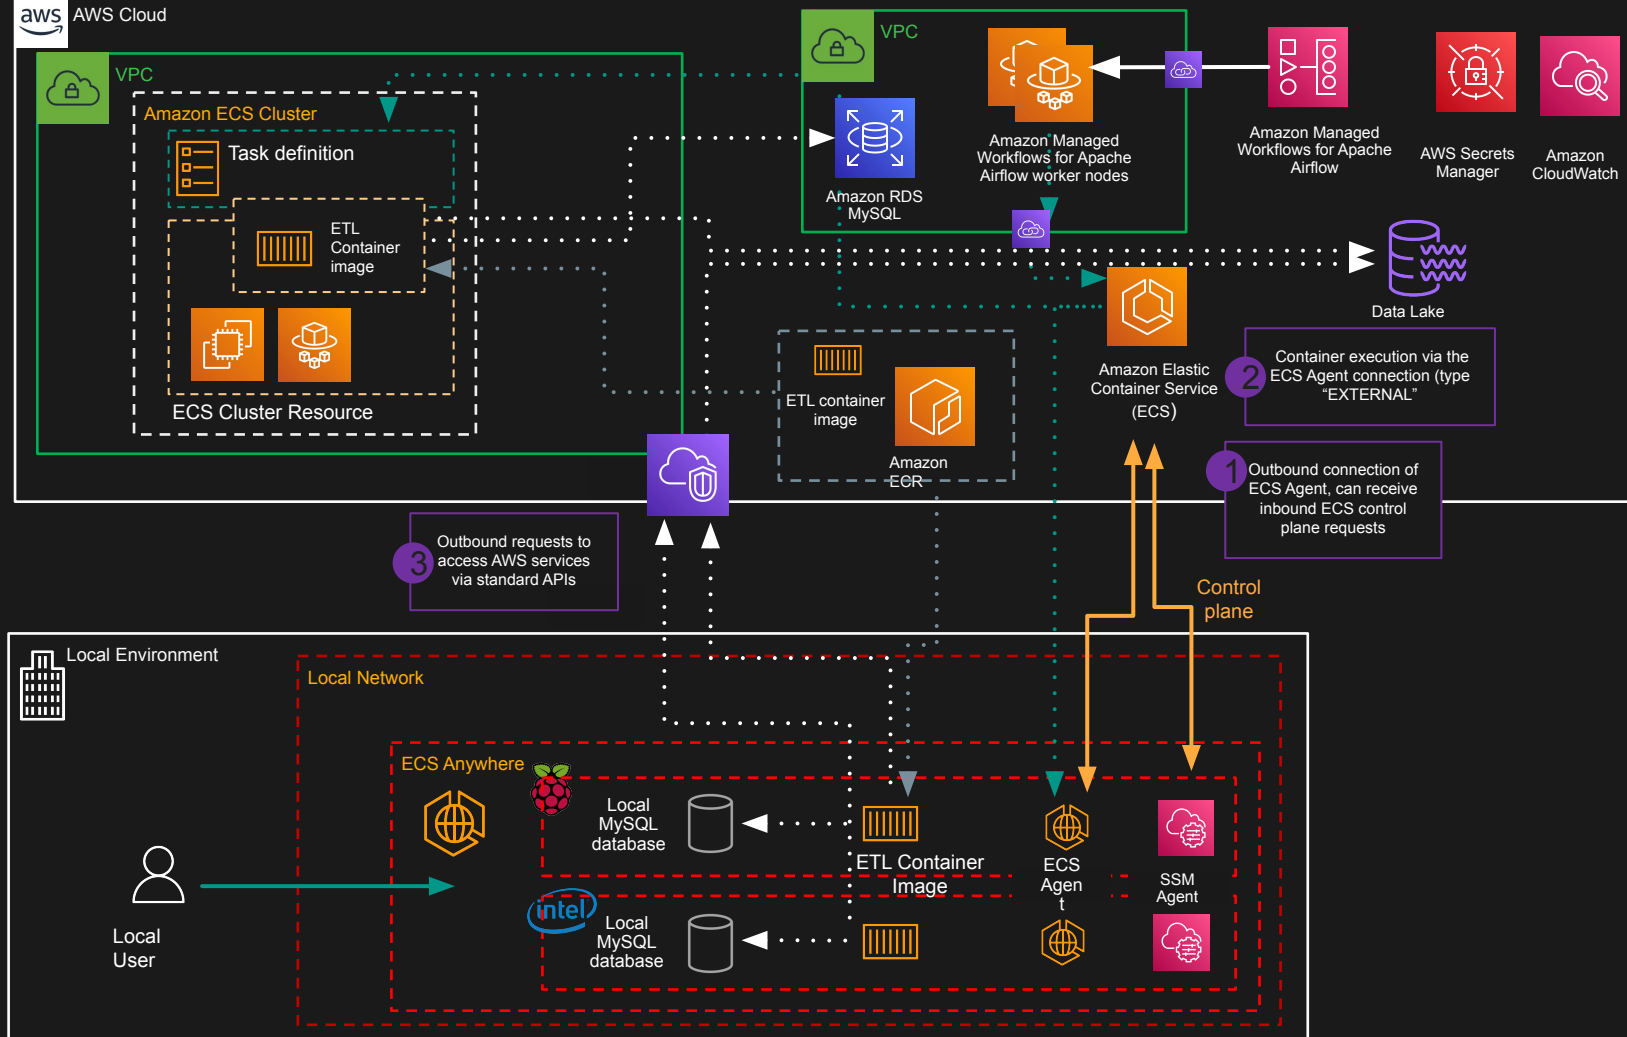 aws
AWS Cloud
VPC
Amazon ECS Cluster
Task definition
ETL
Container
image
ECS Cluster Resource
VPC
Amazon RDS
MySQL
Amazon Managed
Workflows for Apache
Airflow worker nodes
Amazon Managed
Workflows for Apache
Airflow
AWS Secrets
Manager
Amazon
CloudWatch
Data Lake
ETL container
image
Amazon
ECR
Amazon Elastic
Container Service
(ECS)
2
Container execution via the
ECS Agent connection (type
“EXTERNAL”
1
Outbound connection of
ECS Agent, can receive
inbound ECS control
plane requests
3
Outbound requests to
access AWS services
via standard APIs
Control
plane
Local Environment
Local Network
ECS Anywhere
Local
MySQL
database
ETL Container
Image
ECS
Agen
t
SSM
Agent
intel
Local
MySQL
database
Local
User